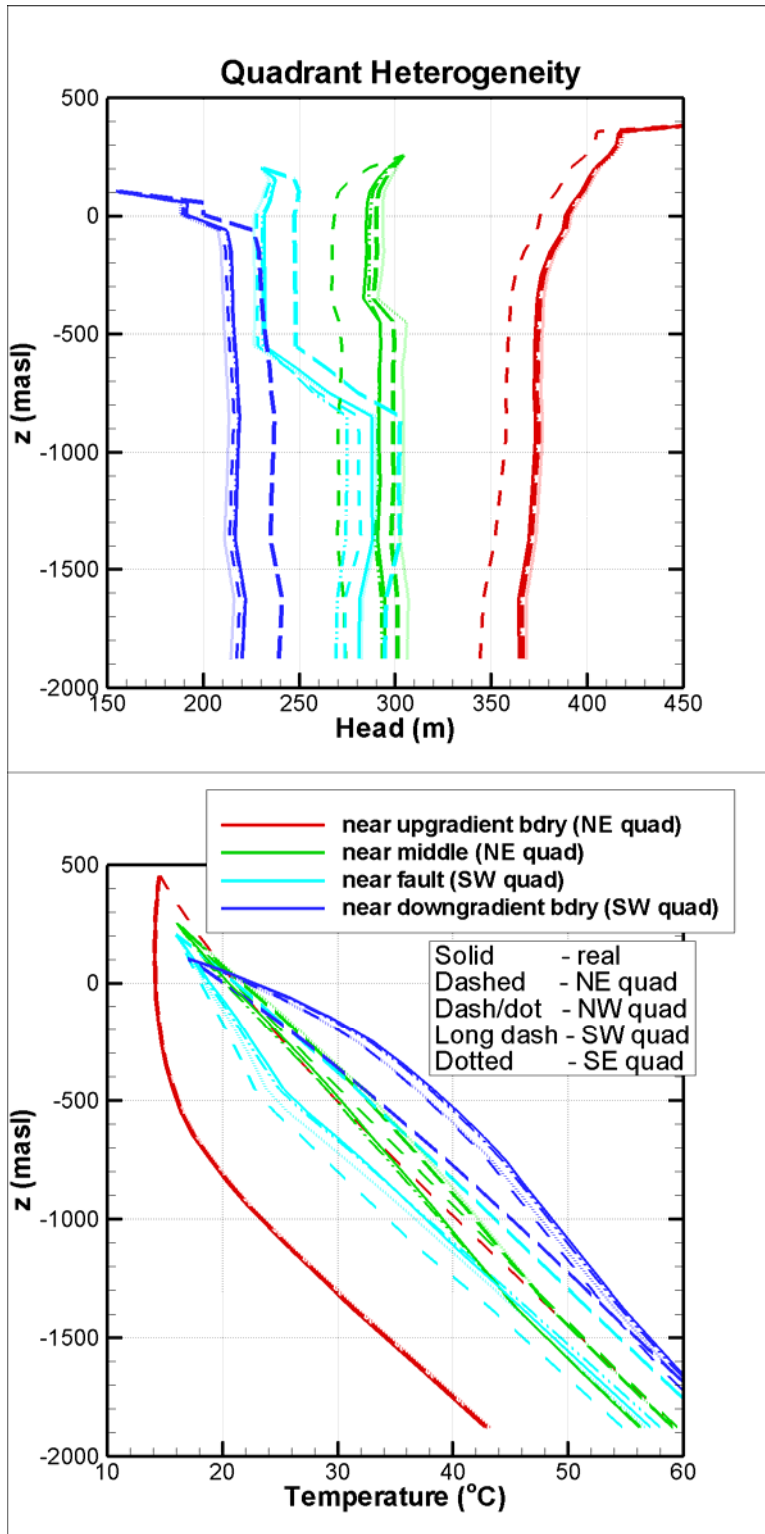 Quadrant Heterogeneity
500
0
-500
-1000
-1500
-2000
z (masl)
150 200 250 300 350 400 450
Head (m)
near upgradient bdry (NE quad)
near middle (NE quad)
near fault (SW quad)
near downgradient bdry (SW quad)
Solid - real
Dashed - NE quad
Dash/dot - NW quad
Long dash - SW quad
Dotted - SE quad
500
0
-500
-1000
-1500
-2000
z (masl)
10 20 30 40 50 60
Temperature (°C)